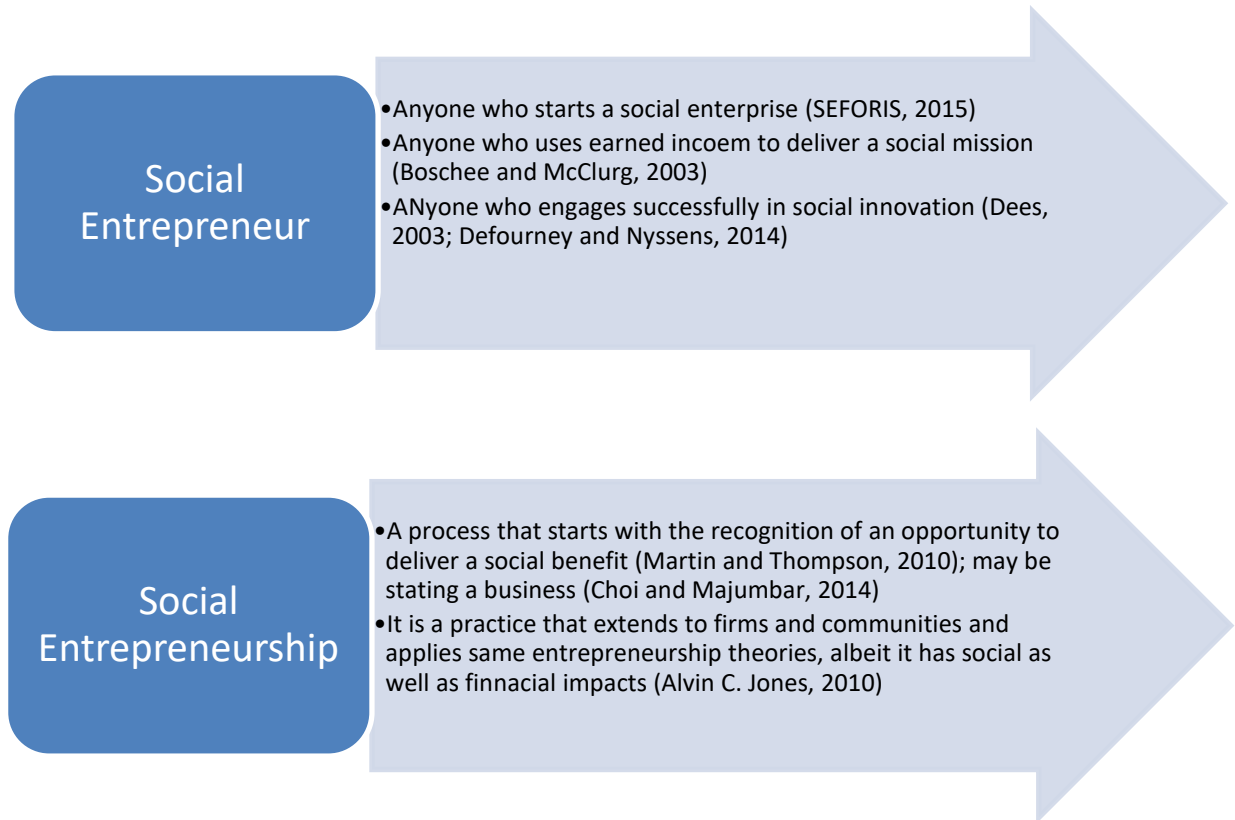 Social
Entrepreneur
•Anyone who starts a social enterprise (SEFORIS, 2015)
•Anyone who uses earned incoem to deliver a social mission
(Boschee and McClurg, 2003)
•ANyone who engages successfully in social innovation (Dees,
2003; Defourney and Nyssens, 2014)
Social
Entrepreneurship
•A process that starts with the recognition of an opportunity to
deliver a social benefit (Martin and Thompson, 2010); may be
stating a business (Choi and Majumbar, 2014)
•It is a practice that extends to firms and communities and
applies same entrepreneurship theories, albeit it has social as
well as finnacial impacts (Alvin C. Jones, 2010)